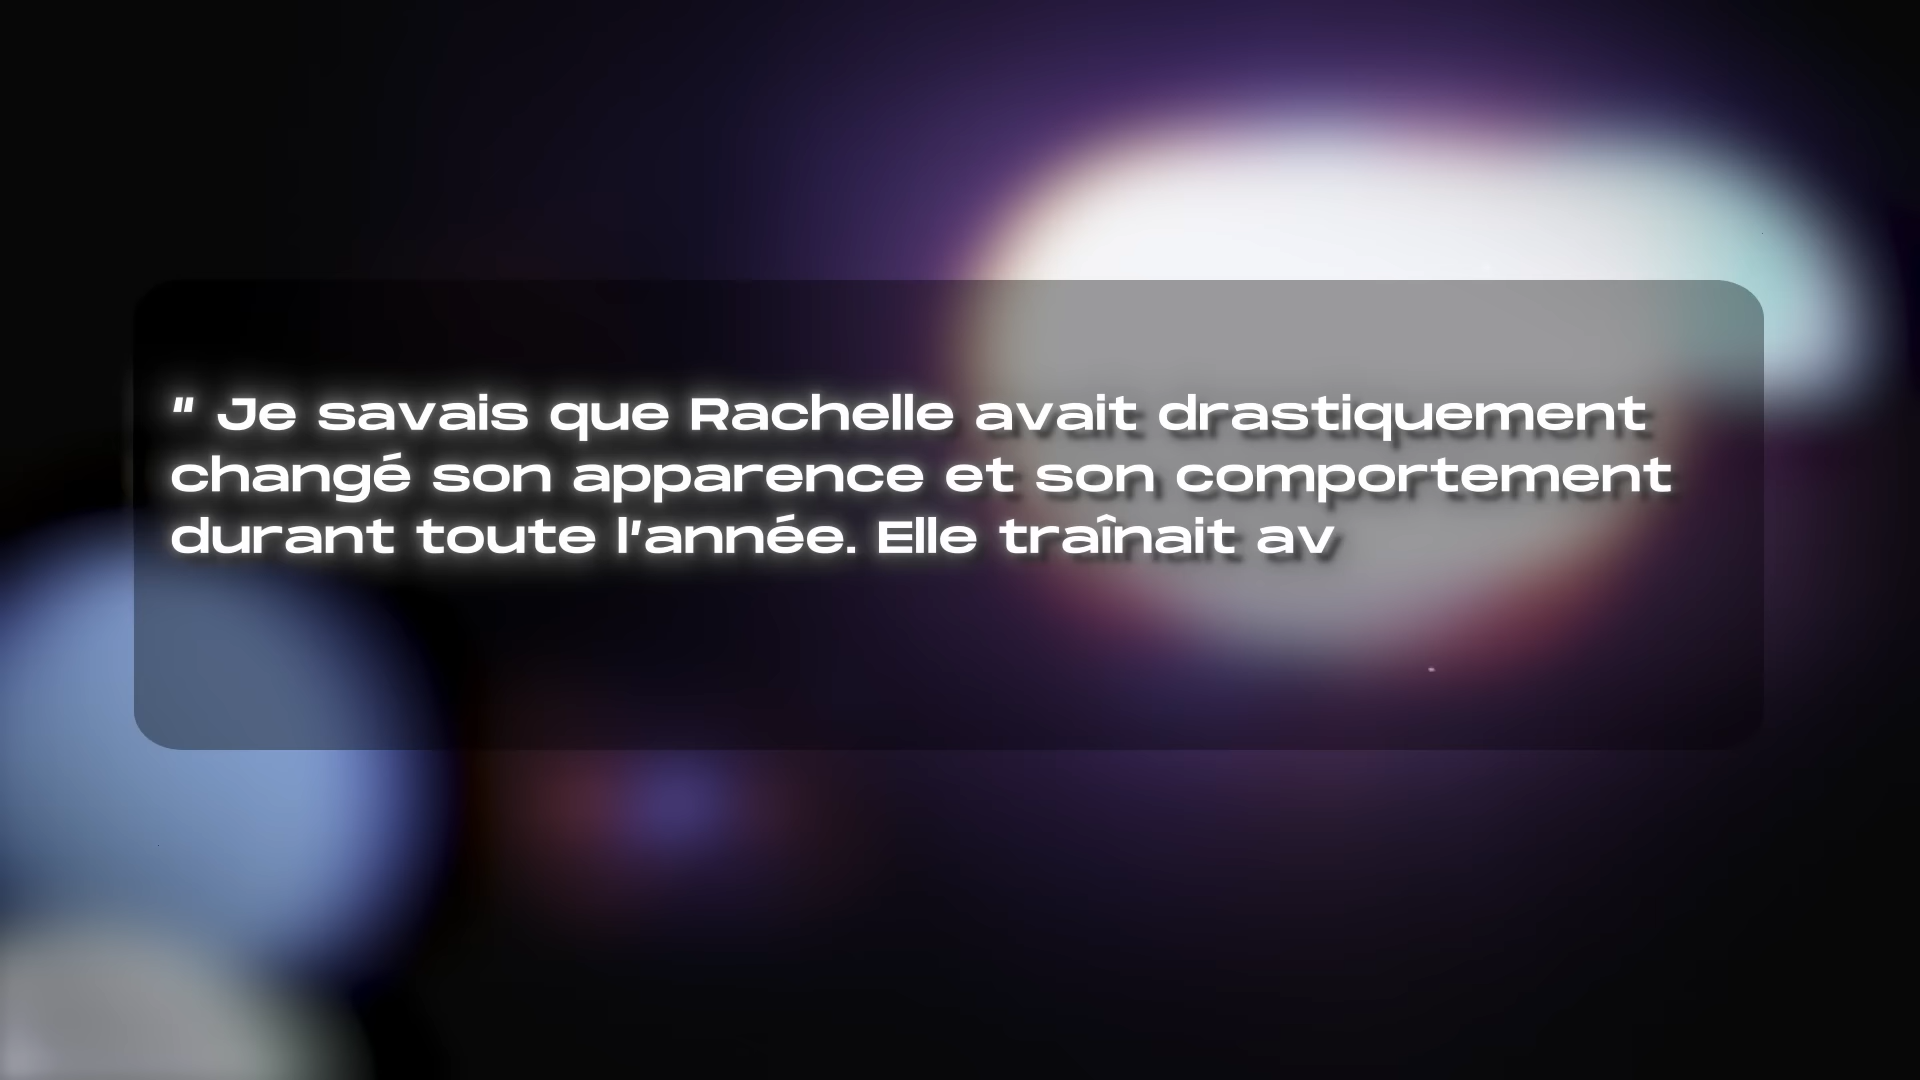 " Je savais que Rachelle avait drastiquement
changé son apparence et son comportement
durant toute l'année. Elle traînait av